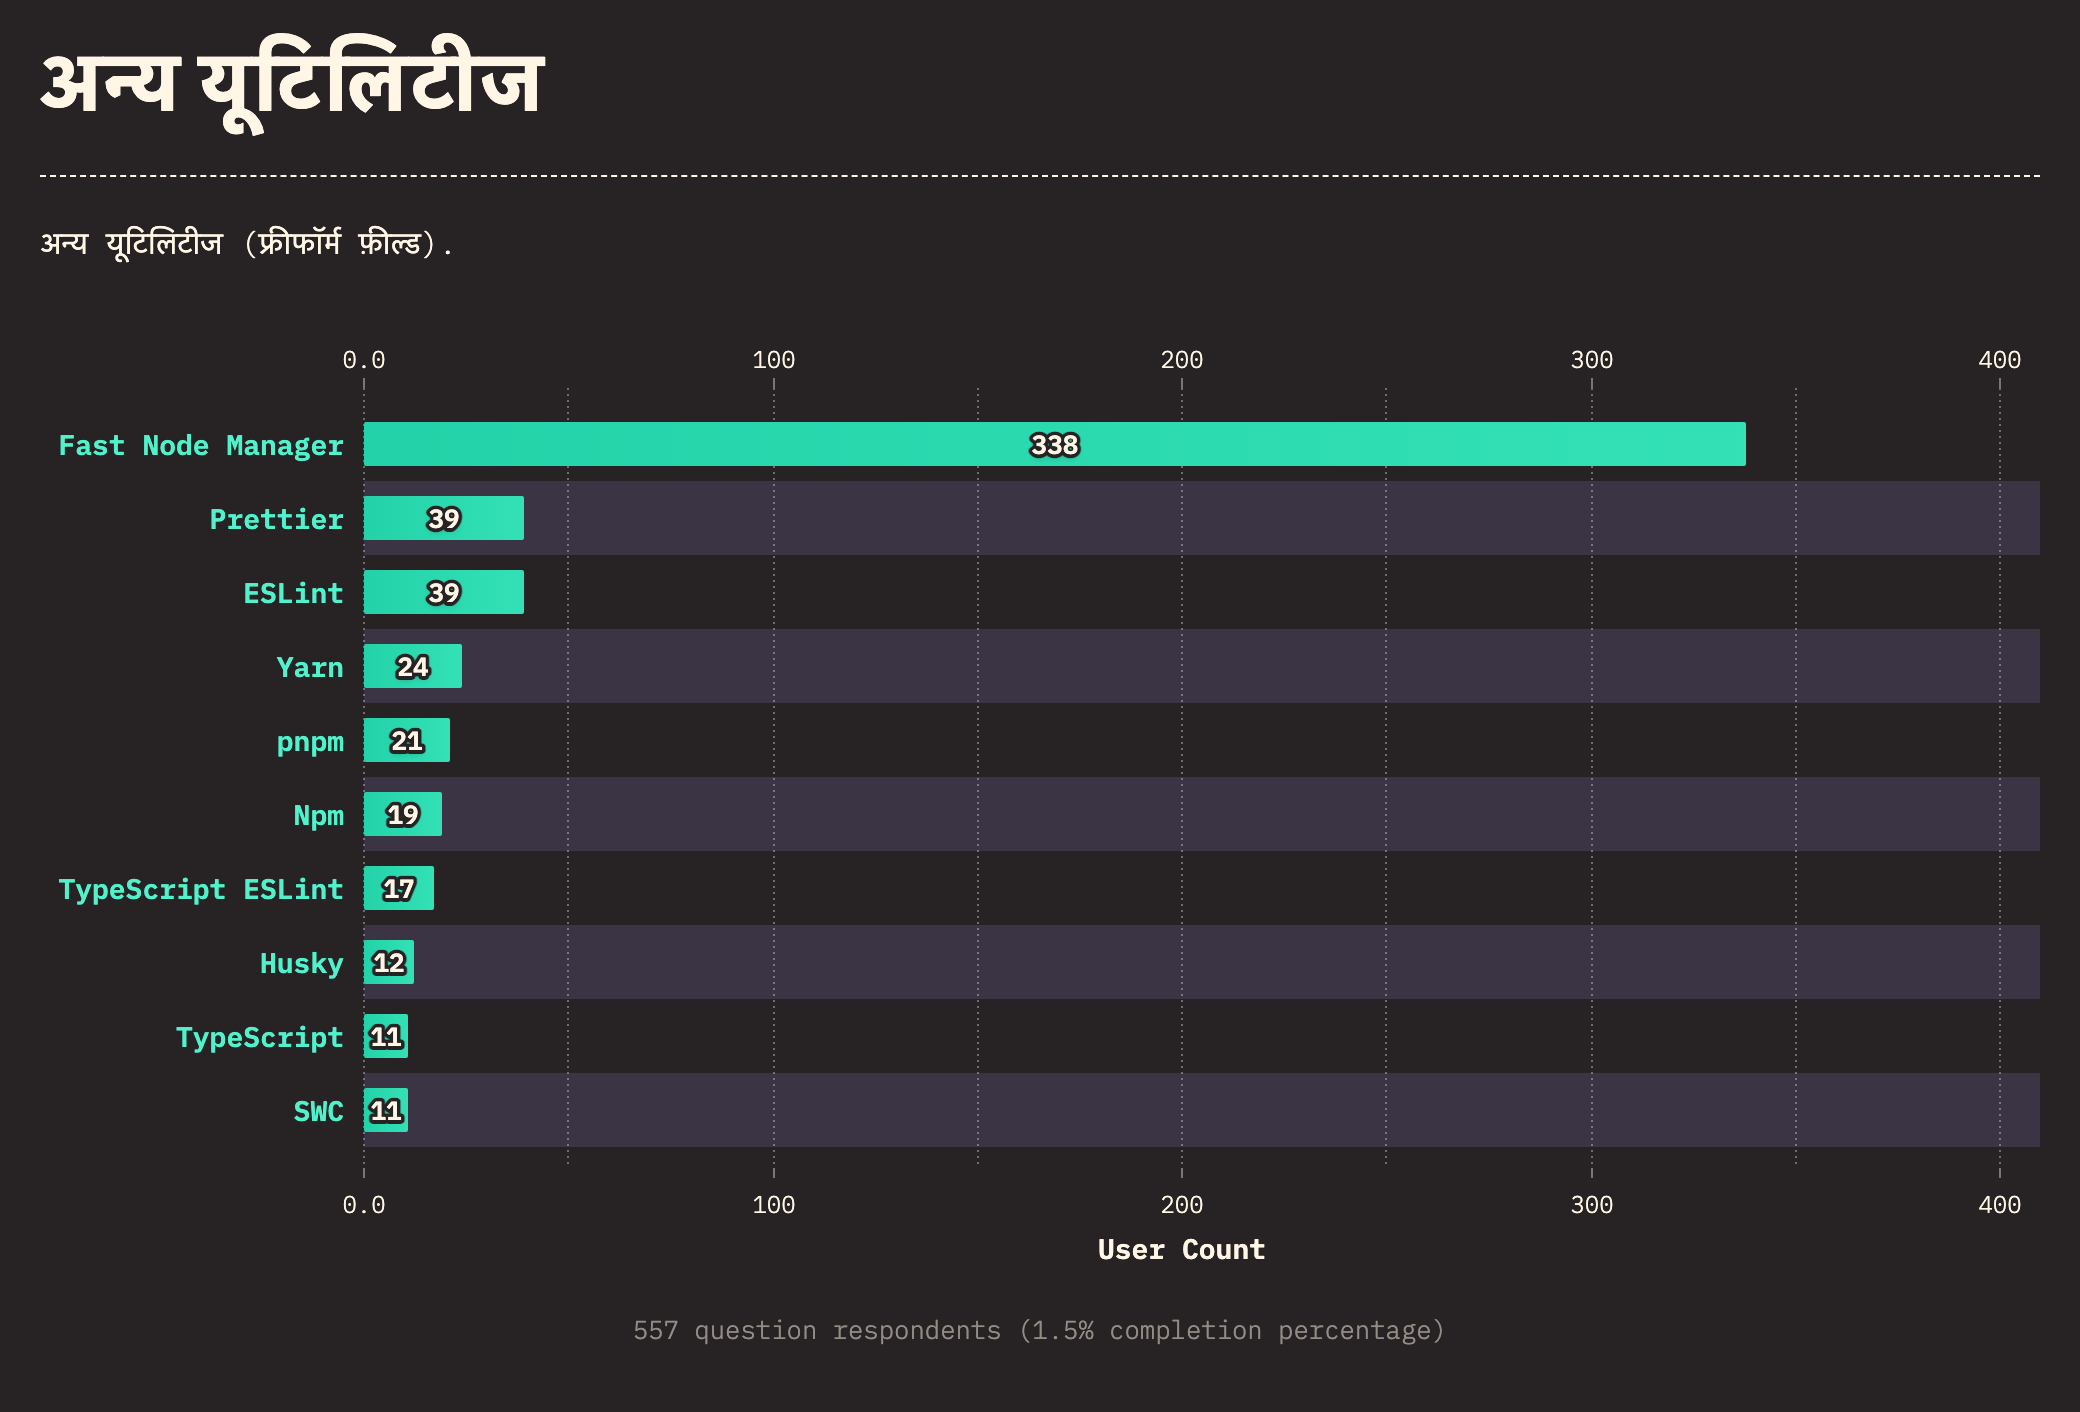 अन्य यूटिलिटीज
अन्य यूटिलिटीज (फ्रीफॉर्म फ़ील्ड).
0.0 100 200 300 400
Fast Node Manager 338
Prettier 39
ESLint 39
Yarn 24
pnpm 21
Npm 19
TypeScript ESLint 17
Husky 12
TypeScript 11
SWC 11
0.0 100 200 300 400
User Count
557 question respondents (1.5% completion percentage)